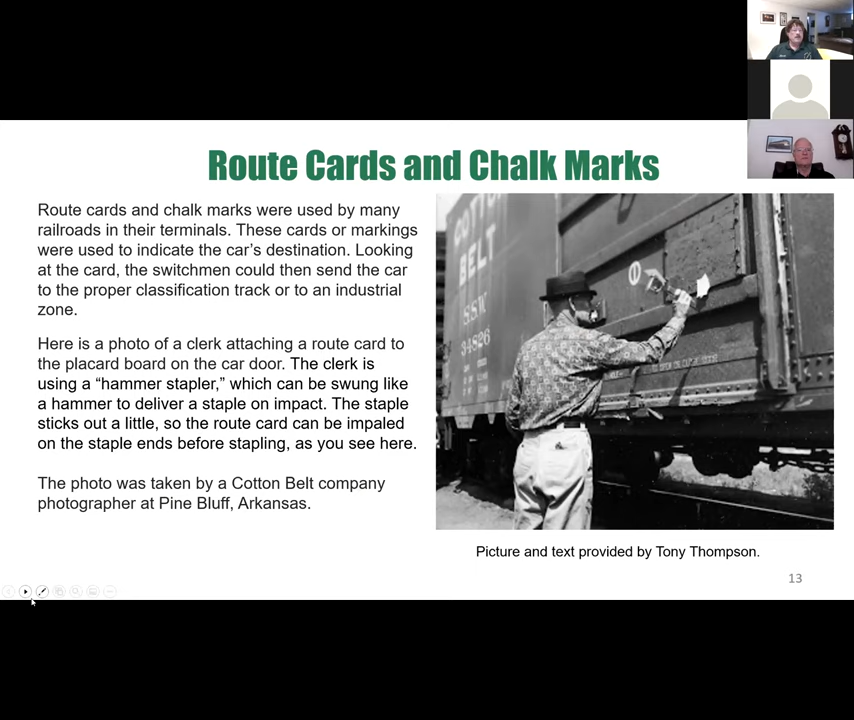 Route Cards and Chalk Marks
Route cards and chalk marks were used by many
railroads in their terminals. These cards or markings
were used to indicate the car’s destination. Looking
at the card, the switchmen could then send the car
to the proper classification track or to an industrial
zone.
Here is a photo of a clerk attaching a route card to
the placard board on the car door. The clerk is
using a “hammer stapler,” which can be swung like
a hammer to deliver a staple on impact. The staple
sticks out a little, so the route card can be impaled
on the staple ends before stapling, as you see here.
The photo was taken by a Cotton Belt company
photographer at Pine Bluff, Arkansas.
COTTON
BELT
SSW
34826
Picture and text provided by Tony Thompson.
13